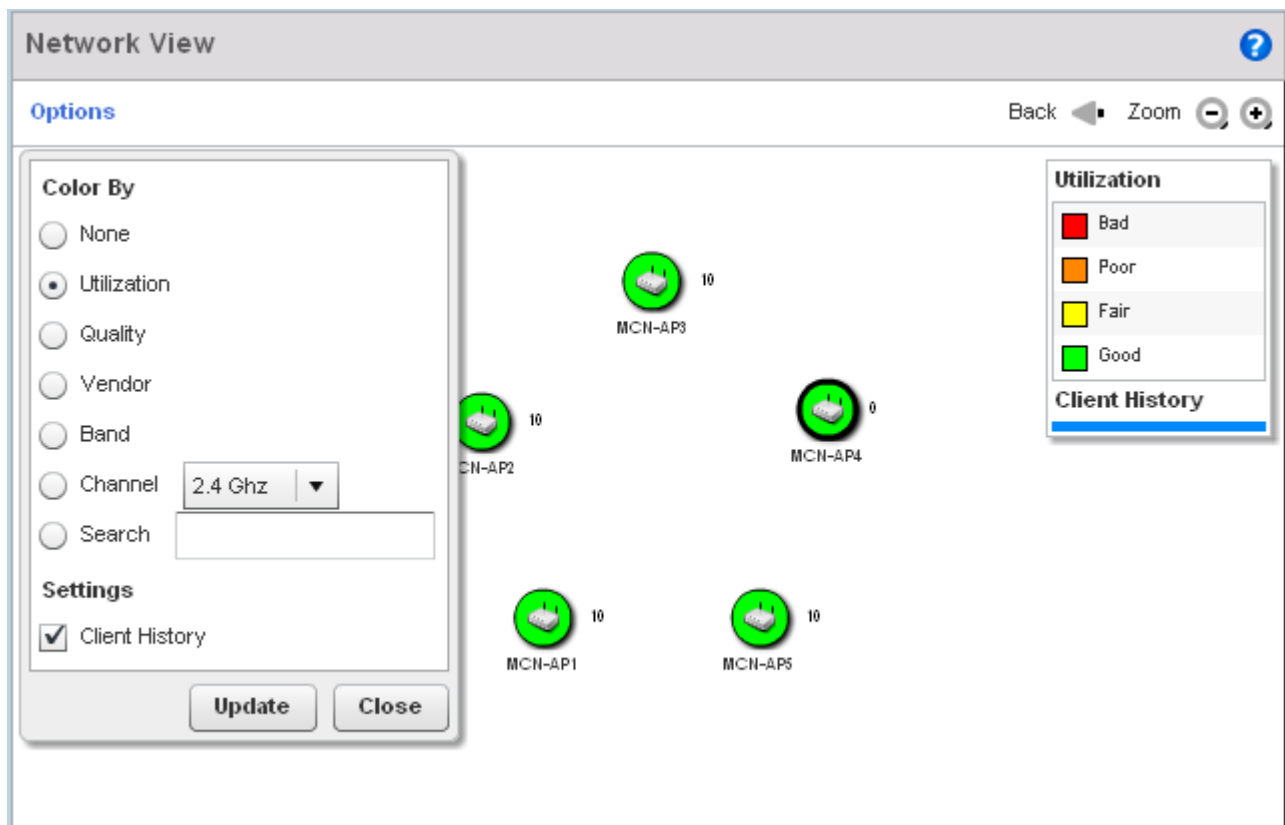 Network View
?
Options
Back Zoom
Color By
None
Utilization
Quality
Vendor
Band
Channel 2.4 Ghz
Search
Settings
Client History
Update Close
10
MCN-AP3
10
CN-AP2
0
MCN-AP4
10
MCN-AP1
10
MCN-AP5
Utilization
Bad
Poor
Fair
Good
Client History